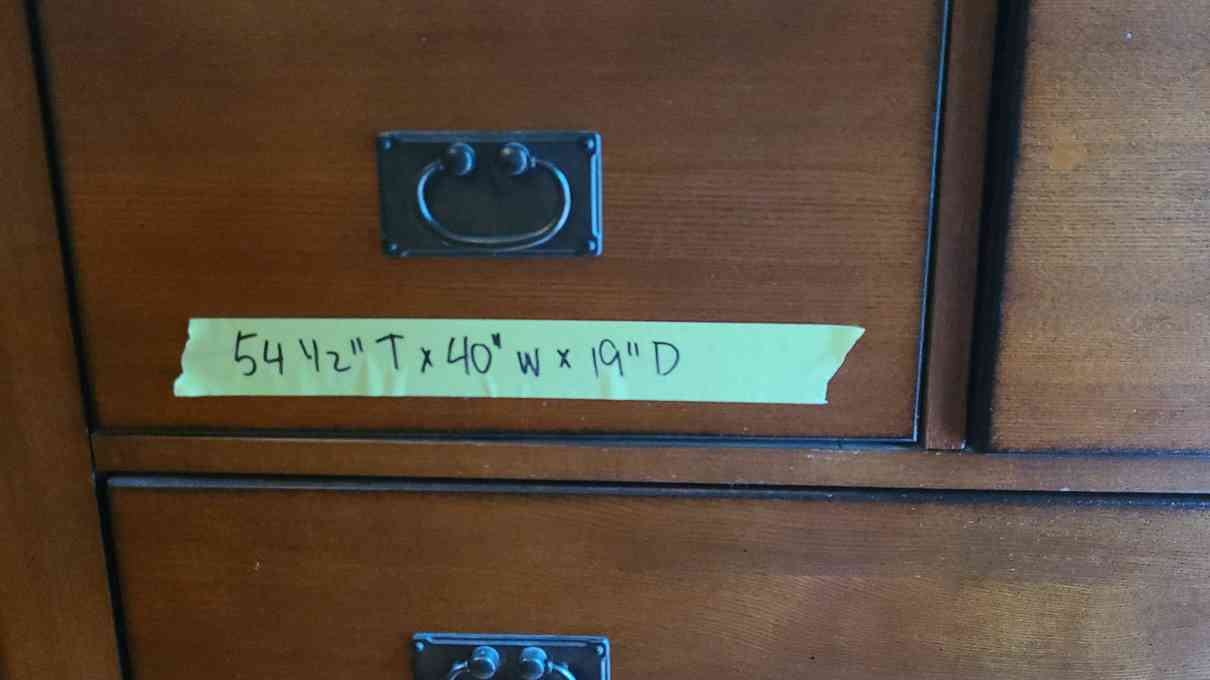 54 1/2" T x 40" W x 19" D